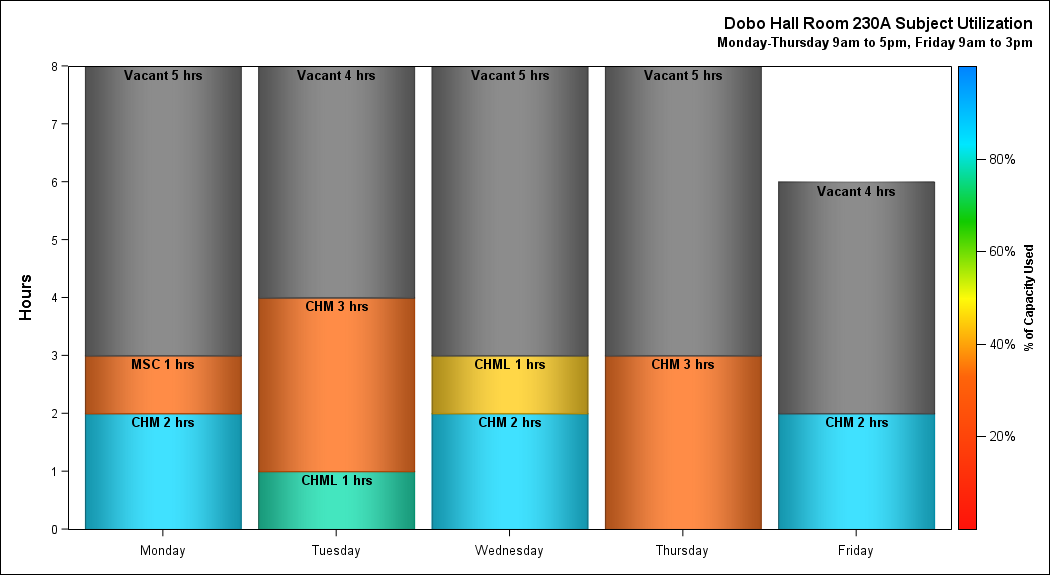 Dobo Hall Room 230A Subject Utilization
Monday-Thursday 9am to 5pm, Friday 9am to 3pm
Hours
8
7
6
5
4
3
2
1
0
Vacant 5 hrs
MSC 1 hrs
CHM 2 hrs
Vacant 4 hrs
CHM 3 hrs
CHML 1 hrs
Vacant 5 hrs
CHML 1 hrs
CHM 2 hrs
Vacant 5 hrs
CHM 3 hrs
Vacant 4 hrs
CHM 2 hrs
Monday
Tuesday
Wednesday
Thursday
Friday
80%
60%
40%
20%
% of Capacity Used